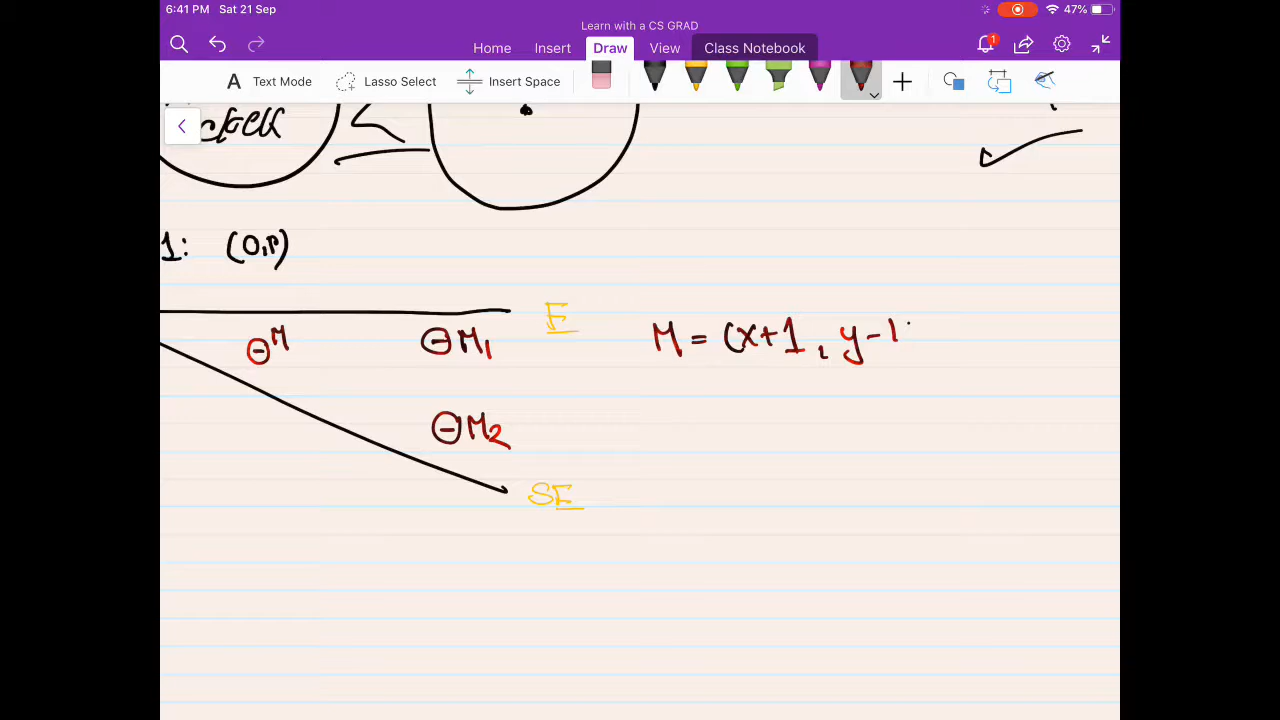 6:41 PM Sat 21 Sep 47%
Learn with a CS GRAD
Home Insert Draw View Class Notebook
1
Text Mode Lasso Select Insert Space
1: (0,r)
E
M M1 M = (x+1, y-1
M2
SE